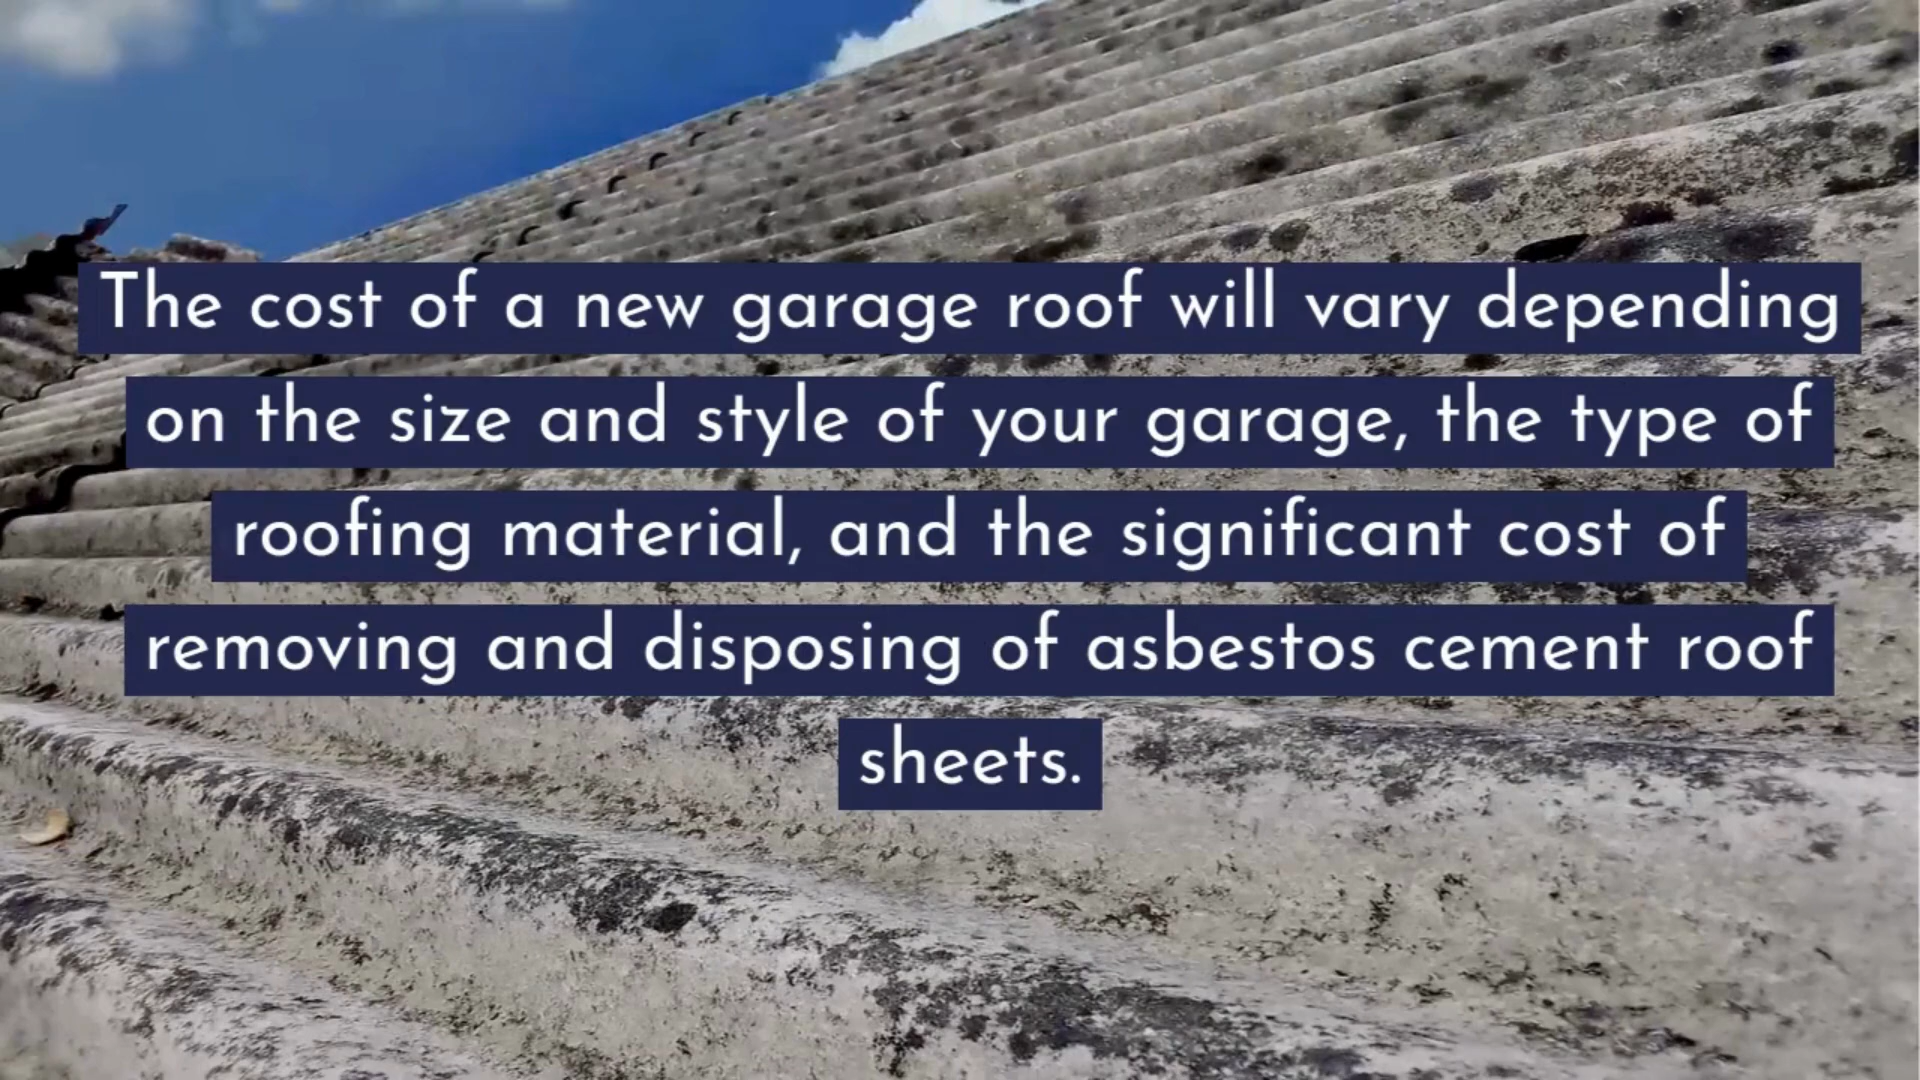 The cost of a new garage roof will vary depending
on the size and style of your garage, the type of
roofing material, and the significant cost of
removing and disposing of asbestos cement roof
sheets.